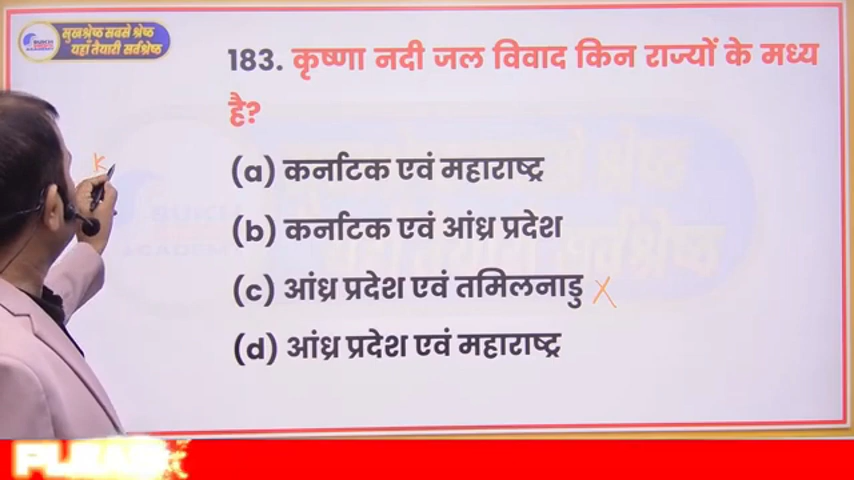 सुखश्रेष्ठ सबसे श्रेष्ठ
यहाँ तैयारी सर्वश्रेष्ठ
183. कृष्णा नदी जल विवाद किन राज्यों के मध्य
है?
K
(a) कर्नाटक एवं महाराष्ट्र
(b) कर्नाटक एवं आंध्र प्रदेश
(c) आंध्र प्रदेश एवं तमिलनाडु X
(d) आंध्र प्रदेश एवं महाराष्ट्र